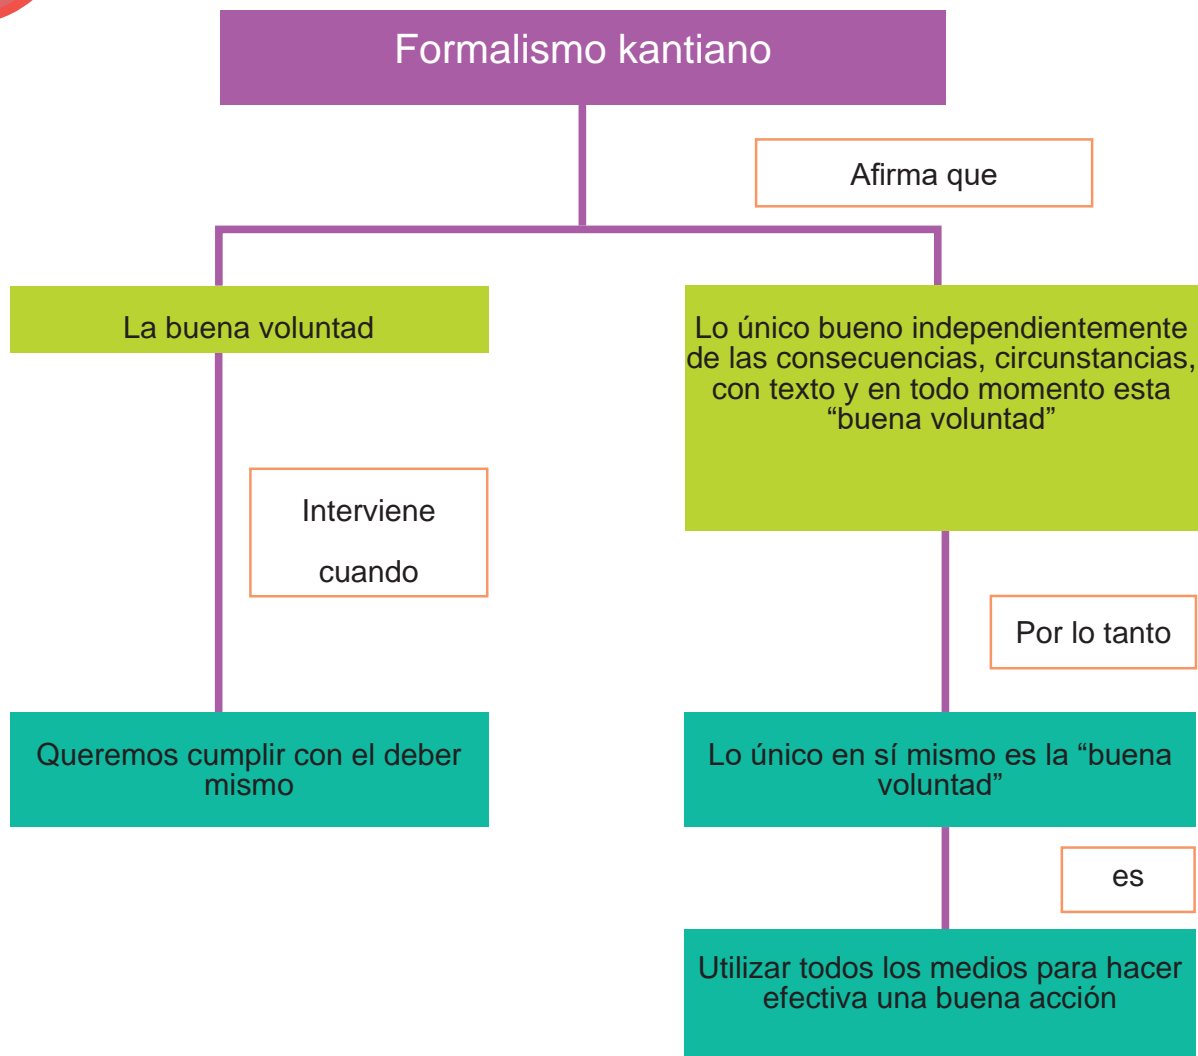 Formalismo kantiano
Afirma que
La buena voluntad
Lo único bueno independientemente
de las consecuencias, circunstancias,
con texto y en todo momento esta
“buena voluntad”
Interviene
cuando
Por lo tanto
Queremos cumplir con el deber
mismo
Lo único en sí mismo es la “buena
voluntad”
es
Utilizar todos los medios para hacer
efectiva una buena acción